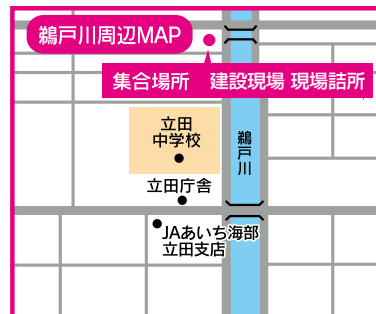 鵜戸川周辺MAP
集合場所　建設現場 現場詰所
立田
中学校
鵜戸川
立田庁舎
JAあいち海部
立田支店